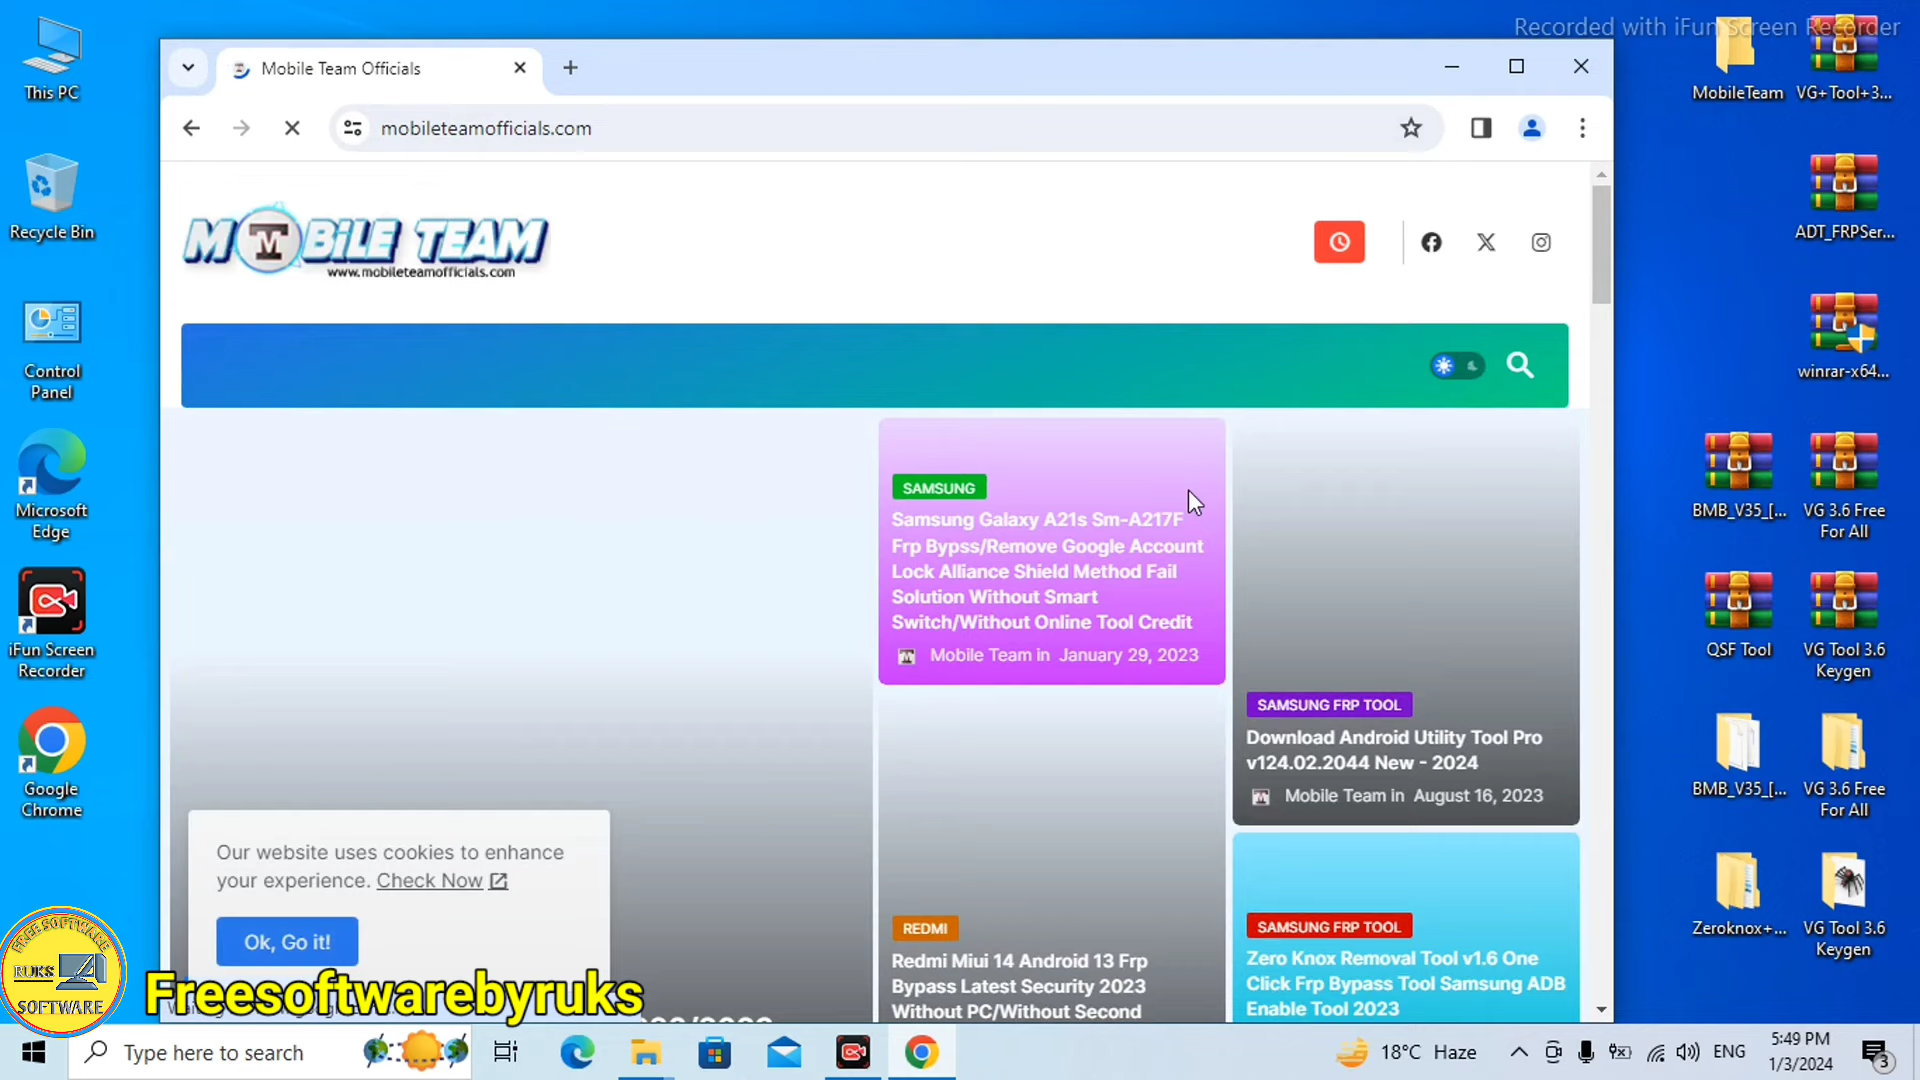 Recorded with iFun Screen Recorder
This PC
Recycle Bin
Control
Panel
Microsoft
Edge
iFun Screen
Recorder
Google
Chrome
Mobile Team Officials
mobileteamofficials.com
MOBiLE TEAM
www.mobileteamofficials.com
SAMSUNG
Samsung Galaxy A21s Sm-A217F
Frp Bypss/Remove Google Account
Lock Alliance Shield Method Fail
Solution Without Smart
Switch/Without Online Tool Credit
Mobile Team in January 29, 2023
SAMSUNG FRP TOOL
Download Android Utility Tool Pro
v124.02.2044 New - 2024
Mobile Team in August 16, 2023
REDMI
Redmi Miui 14 Android 13 Frp
Bypass Latest Security 2023
Without PC/Without Second
SAMSUNG FRP TOOL
Zero Knox Removal Tool v1.6 One
Click Frp Bypass Tool Samsung ADB
Enable Tool 2023
Our website uses cookies to enhance
your experience. Check Now
Ok, Go it!
MobileTeam
VG+Tool+3...
ADT_FRPSer...
winrar-x64...
BMB_V35_[...
VG 3.6 Free
For All
QSF Tool
VG Tool 3.6
Keygen
BMB_V35_[...
VG 3.6 Free
For All
Zeroknox+...
VG Tool 3.6
Keygen
FREE SOFTWARE
RUKS
SOFTWARE
Freesoftwarebyruks
Type here to search
18°C Haze
ENG
5:49 PM
1/3/2024
3